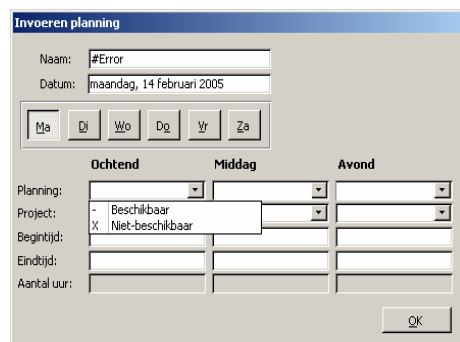 Invoeren planning
Naam: #Error
Datum: maandag, 14 februari 2005
Ma Di Wo Do Vr Za
Ochtend Middag Avond
Planning:
- Beschikbaar
Project:
X Niet-beschikbaar
Begintijd:
Eindtijd:
Aantal uur:
OK